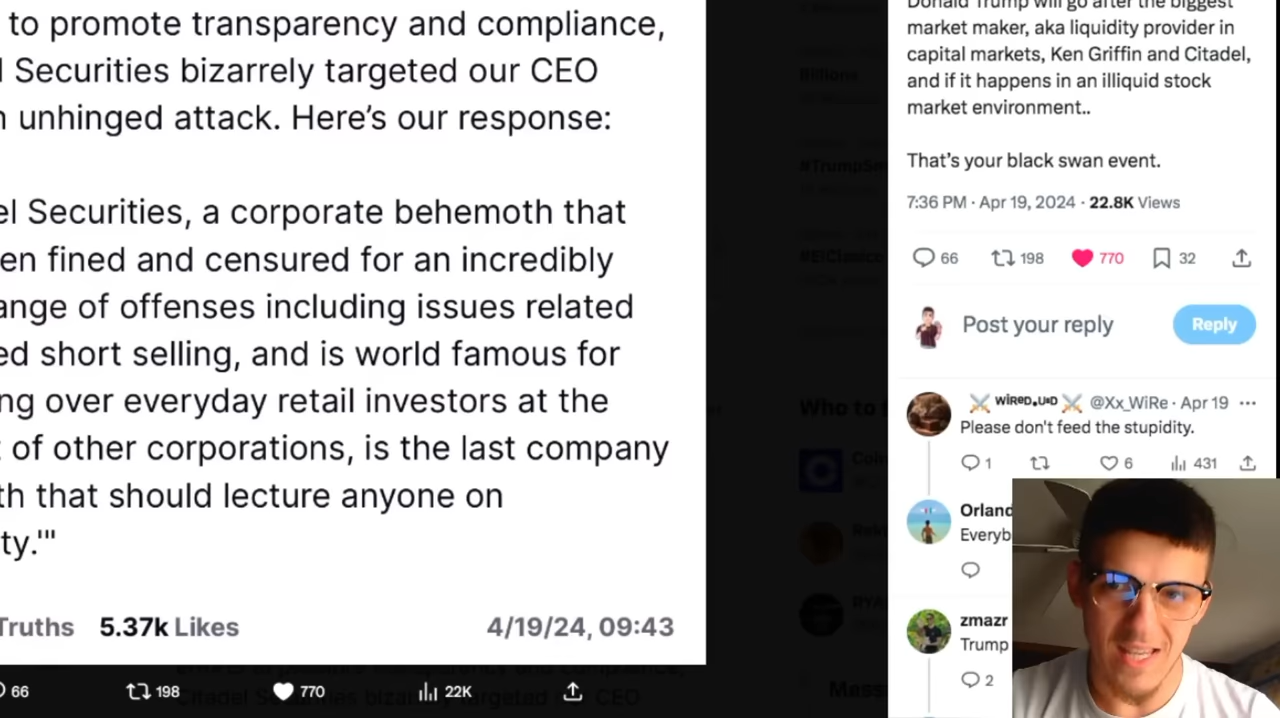 to promote transparency and compliance,
Securities bizarrely targeted our CEO
unhinged attack. Here's our response:
el Securities, a corporate behemoth that
en fined and censured for an incredibly
ange of offenses including issues related
ed short selling, and is world famous for
ng over everyday retail investors at the
of other corporations, is the last company
th that should lecture anyone on
ty.'"
Truths 5.37k Likes 4/19/24, 09:43
66 198 770 22K
Billions
#TrumpSm
#ElClasico
Who to
Donald Trump will go after the biggest
market maker, aka liquidity provider in
capital markets, Ken Griffin and Citadel,
and if it happens in an illiquid stock
market environment..
That's your black swan event.
7:36 PM · Apr 19, 2024 · 22.8K Views
66 198 770 32
Post your reply Reply
WiReD.UsD @Xx_WiRe · Apr 19 ···
Please don't feed the stupidity.
1 6 431
Orland
Everyb
zmazr
Trump
2